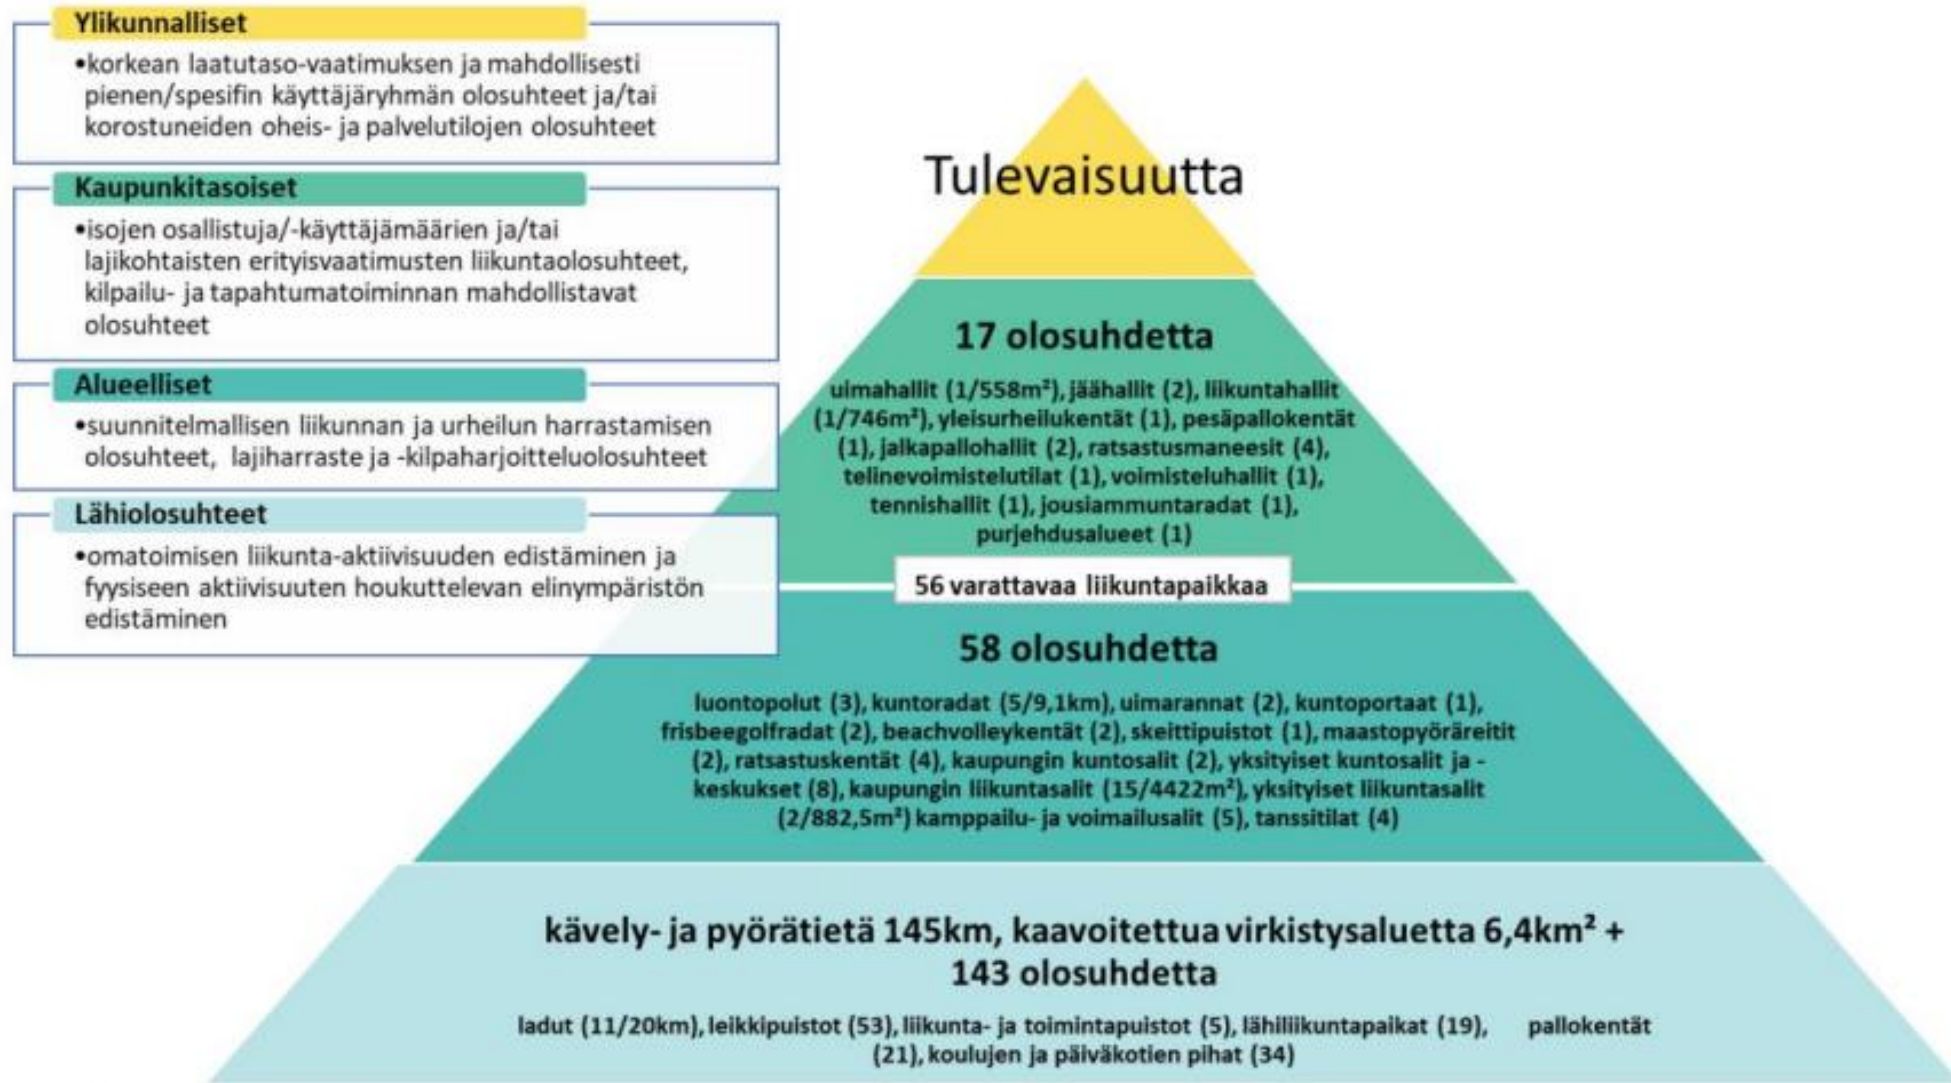 Ylikunnalliset
•korkean laatutaso-vaatimuksen ja mahdollisesti
pienen/spesifin käyttäjäryhmän olosuhteet ja/tai
korostuneiden oheis- ja palvelutilojen olosuhteet
Kaupunkitasoiset
•isojen osallistuja/-käyttäjämäärien ja/tai
lajikohtaisten erityisvaatimusten liikuntaolosuhteet,
kilpailu- ja tapahtumatoiminnan mahdollistavat
olosuhteet
Alueelliset
•suunnitelmallisen liikunnan ja urheilun harrastamisen
olosuhteet, lajiharraste ja -kilpaharjoitteluolosuhteet
Lähiolosuhteet
•omatoimisen liikunta-aktiivisuuden edistäminen ja
fyysiseen aktiivisuuten houkuttelevan elinympäristön
edistäminen
Tulevaisuutta
17 olosuhdetta
uimahallit (1/558m²), jäähallit (2), liikuntahallit
(1/746m²), yleisurheilukentät (1), pesäpallokentät
(1), jalkapallohallit (2), ratsastusmaneesit (4),
telinevoimistelutilat (1), voimisteluhallit (1),
tennishallit (1), jousiammuntaradat (1),
purjehdusalueet (1)
56 varattavaa liikuntapaikkaa
58 olosuhdetta
luontopolut (3), kuntoradat (5/9,1km), uimarannat (2), kuntoportaat (1),
frisbeegolfradat (2), beachvolleykentät (2), skeittipuistot (1), maastopyöräreitit
(2), ratsastuskentät (4), kaupungin kuntosalit (2), yksityiset kuntosalit ja -
keskukset (8), kaupungin liikuntasalit (15/4422m²), yksityiset liikuntasalit
(2/882,5m²) kamppailu- ja voimailusalit (5), tanssitilat (4)
kävely- ja pyörätietä 145km, kaavoitettua virkistysaluetta 6,4km² +
143 olosuhdetta
ladut (11/20km), leikkipuistot (53), liikunta- ja toimintapuistot (5), lähiliikuntapaikat (19), pallokentät
(21), koulujen ja päiväkotien pihat (34)